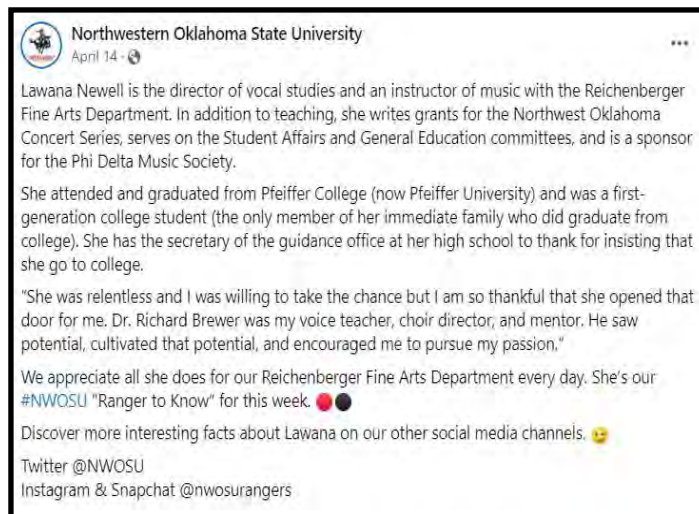 Northwestern Oklahoma State University
April 14 ·
Lawana Newell is the director of vocal studies and an instructor of music with the Reichenberger
Fine Arts Department. In addition to teaching, she writes grants for the Northwest Oklahoma
Concert Series, serves on the Student Affairs and General Education committees, and is a sponsor
for the Phi Delta Music Society.
She attended and graduated from Pfeiffer College (now Pfeiffer University) and was a first-
generation college student (the only member of her immediate family who did graduate from
college). She has the secretary of the guidance office at her high school to thank for insisting that
she go to college.
"She was relentless and I was willing to take the chance but I am so thankful that she opened that
door for me. Dr. Richard Brewer was my voice teacher, choir director, and mentor. He saw
potential, cultivated that potential, and encouraged me to pursue my passion."
We appreciate all she does for our Reichenberger Fine Arts Department every day. She's our
#NWOSU "Ranger to Know" for this week. 🔴⚫
Discover more interesting facts about Lawana on our other social media channels. 😉
Twitter @NWOSU
Instagram & Snapchat @nwosurangers